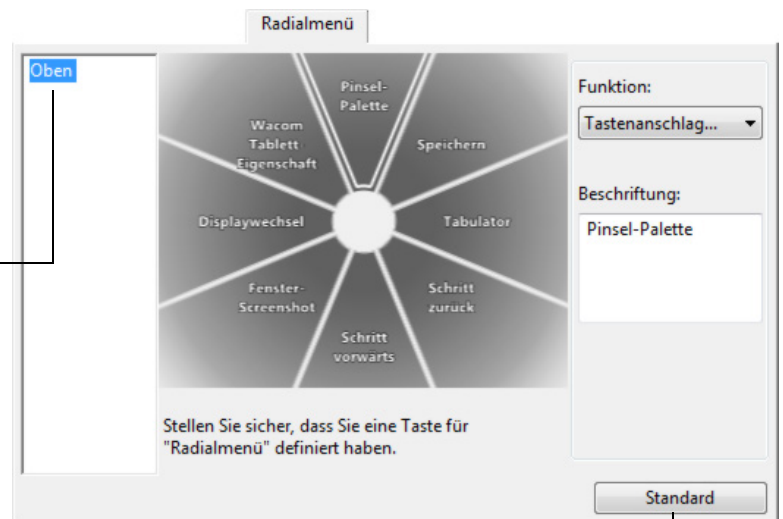 Radialmenü
Oben
Pinsel-
Palette
Speichern
Tabulator
Schritt
zurück
Schritt
vorwärts
Fenster-
Screenshot
Displaywechsel
Wacom
Tablett
Eigenschaft
Funktion:
Tastenanschlag...
Beschriftung:
Pinsel-Palette
Stellen Sie sicher, dass Sie eine Taste für
"Radialmenü" definiert haben.
Standard